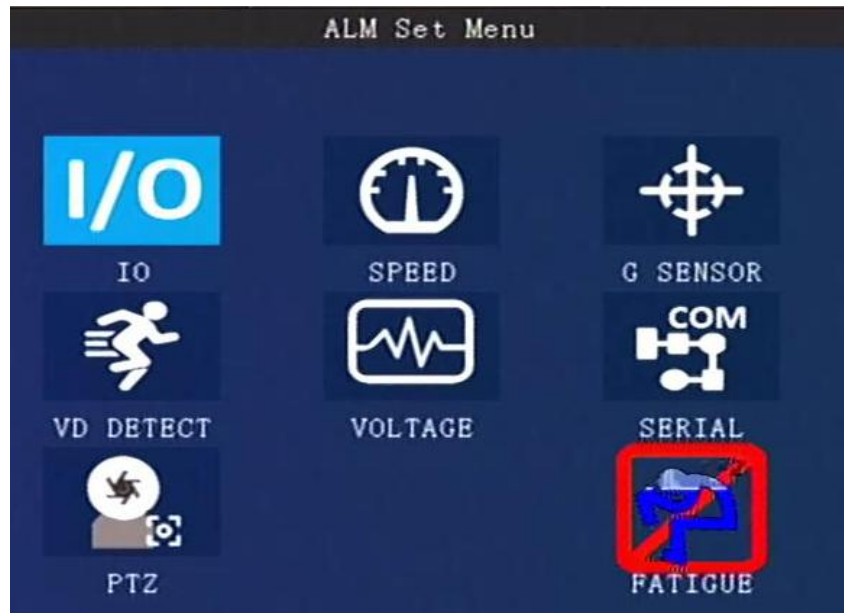 ALM Set Menu
I/O
IO
SPEED
G SENSOR
COM
VD DETECT
VOLTAGE
SERIAL
PTZ
FATIGUE